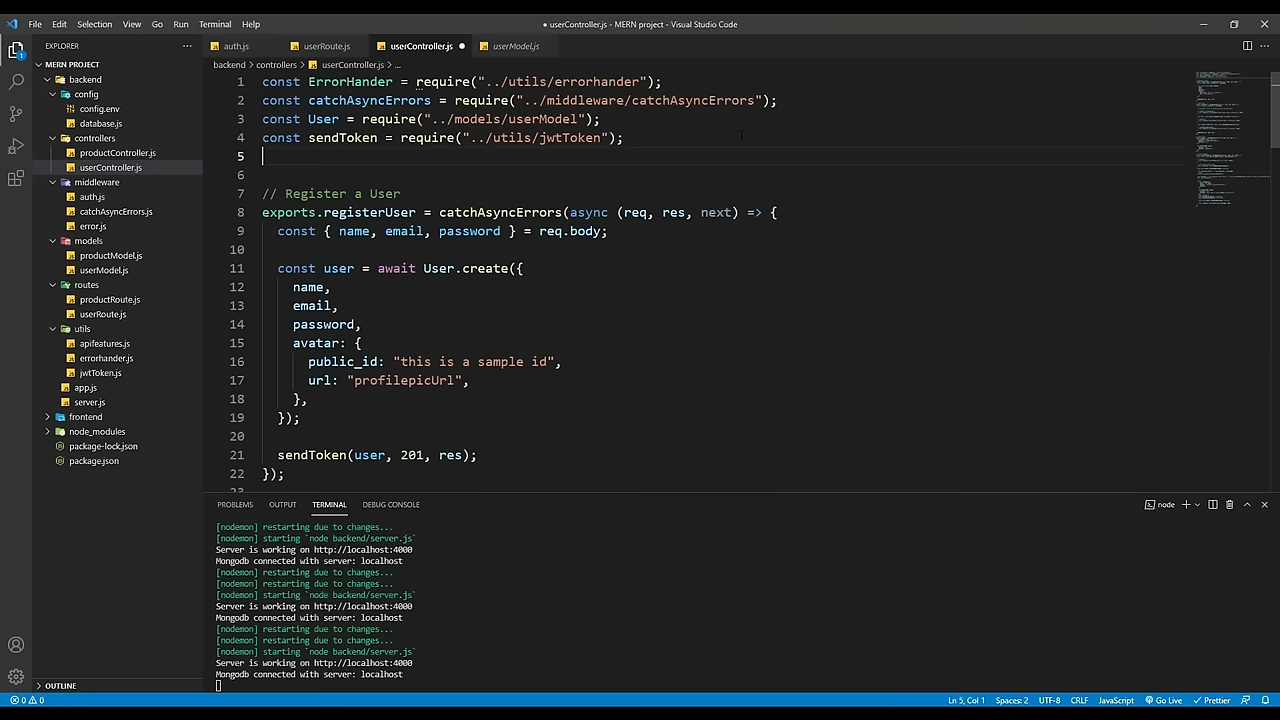 File Edit Selection View Go Run Terminal Help
● userController.js - MERN project - Visual Studio Code
EXPLORER
MERN PROJECT
backend
config
config.env
database.js
controllers
productController.js
userController.js
middleware
auth.js
catchAsyncErrors.js
error.js
models
productModel.js
userModel.js
routes
productRoute.js
userRoute.js
utils
apifeatures.js
errorhander.js
jwtToken.js
app.js
server.js
frontend
node_modules
package-lock.json
package.json
OUTLINE
auth.js userRoute.js userController.js ● userModel.js
backend > controllers > userController.js > ...
1 const ErrorHander = require("../utils/errorhander");
2 const catchAsyncErrors = require("../middleware/catchAsyncErrors");
3 const User = require("../models/userModel");
4 const sendToken = require("../utils/jwtToken");
5
6
7 // Register a User
8 exports.registerUser = catchAsyncErrors(async (req, res, next) => {
9 const { name, email, password } = req.body;
10
11 const user = await User.create({
12 name,
13 email,
14 password,
15 avatar: {
16 public_id: "this is a sample id",
17 url: "profilepicUrl",
18 },
19 });
20
21 sendToken(user, 201, res);
22 });
23
PROBLEMS OUTPUT TERMINAL DEBUG CONSOLE
node
[nodemon] restarting due to changes...
[nodemon] starting `node backend/server.js`
Server is working on http://localhost:4000
Mongodb connected with server: localhost
[nodemon] restarting due to changes...
[nodemon] restarting due to changes...
[nodemon] starting `node backend/server.js`
Server is working on http://localhost:4000
Mongodb connected with server: localhost
[nodemon] restarting due to changes...
[nodemon] restarting due to changes...
[nodemon] starting `node backend/server.js`
Server is working on http://localhost:4000
Mongodb connected with server: localhost
0 0 Ln 5, Col 1 Spaces: 2 UTF-8 CRLF JavaScript Go Live Prettier